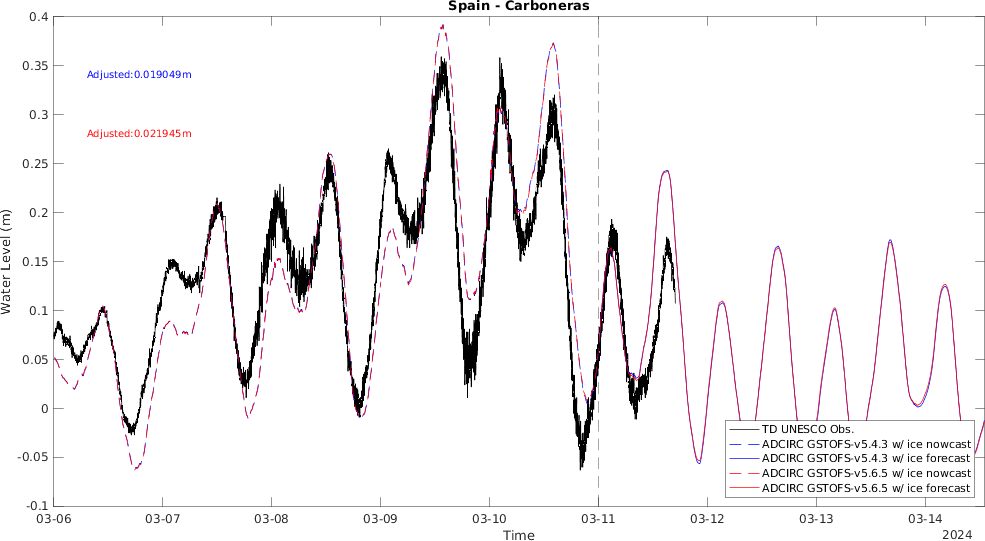 Spain - Carboneras
0.4
0.35
0.3
0.25
0.2
0.15
0.1
0.05
0
-0.05
-0.1
Water Level (m)
Adjusted:0.019049m
Adjusted:0.021945m
TD UNESCO Obs.
ADCIRC GSTOFS-v5.4.3 w/ ice nowcast
ADCIRC GSTOFS-v5.4.3 w/ ice forecast
ADCIRC GSTOFS-v5.6.5 w/ ice nowcast
ADCIRC GSTOFS-v5.6.5 w/ ice forecast
03-06 03-07 03-08 03-09 03-10 03-11 03-12 03-13 03-14
Time
2024